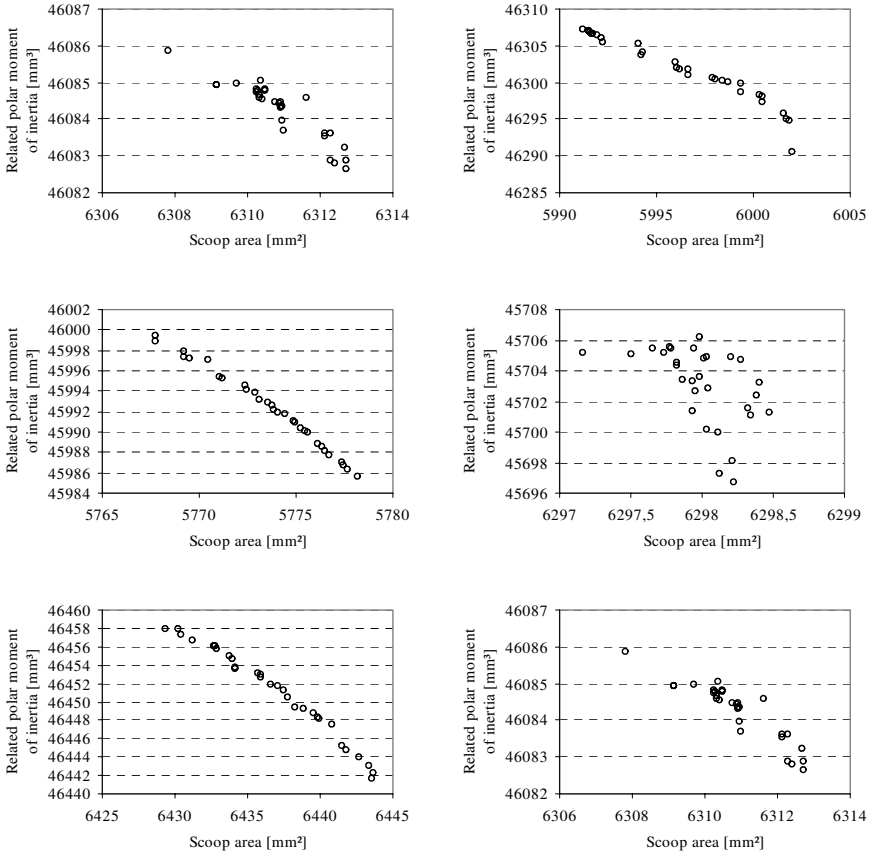 46087
46086
46085
46084
46083
46082
6306 6308 6310 6312 6314
Scoop area [mm²]
Related polar moment
of inertia [mm³]
46310
46305
46300
46295
46290
46285
5990 5995 6000 6005
Scoop area [mm²]
Related polar moment
of inertia [mm³]
46002
46000
45998
45996
45994
45992
45990
45988
45986
45984
5765 5770 5775 5780
Scoop area [mm²]
Related polar moment
of inertia [mm³]
45708
45706
45704
45702
45700
45698
45696
6297 6297,5 6298 6298,5 6299
Scoop area [mm²]
Related polar moment
of inertia [mm³]
46460
46458
46456
46454
46452
46450
46448
46446
46444
46442
46440
6425 6430 6435 6440 6445
Scoop area [mm²]
Related polar moment
of inertia [mm³]
46087
46086
46085
46084
46083
46082
6306 6308 6310 6312 6314
Scoop area [mm²]
Related polar moment
of inertia [mm³]